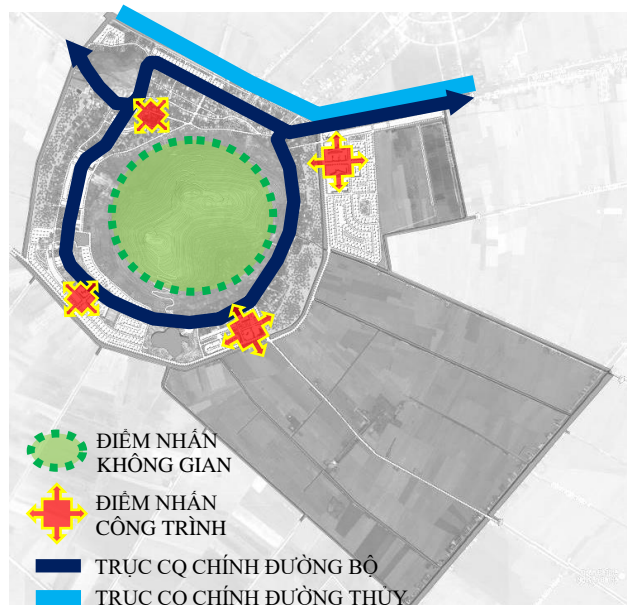 ĐIỂM NHẤN
KHÔNG GIAN
ĐIỂM NHẤN
CÔNG TRÌNH
TRỤC CQ CHÍNH ĐƯỜNG BỘ
TRỤC CQ CHÍNH ĐƯỜNG THỦY